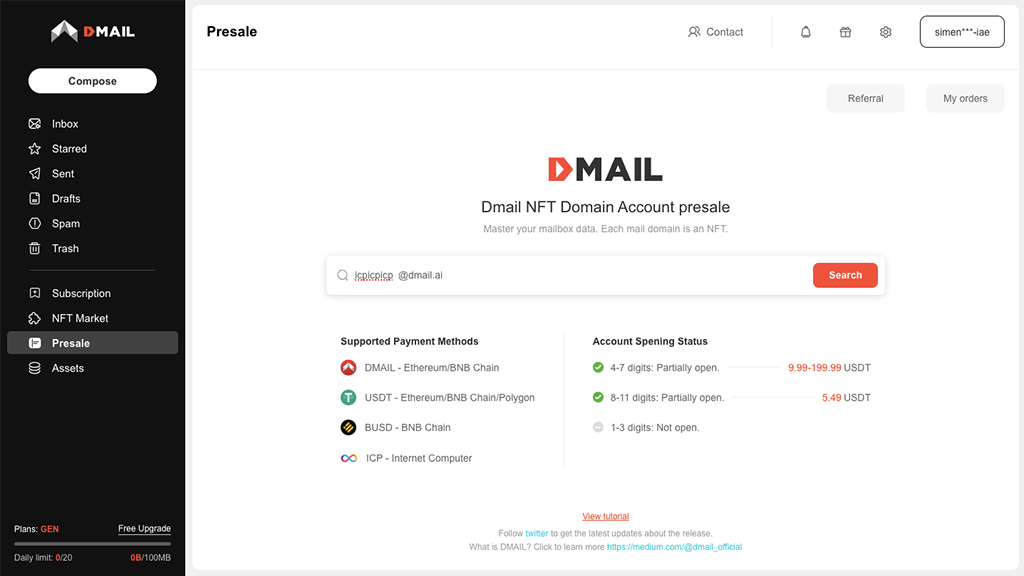 DMAIL
Compose
Inbox
Starred
Sent
Drafts
Spam
Trash
Subscription
NFT Market
Presale
Assets
Plans: GEN
Free Upgrade
Daily limit: 0/20
0B/100MB
Presale
Contact
simen***-iae
Referral
My orders
DMAIL
Dmail NFT Domain Account presale
Master your mailbox data. Each mail domain is an NFT.
icpicpicp @dmail.ai
Search
Supported Payment Methods
DMAIL - Ethereum/BNB Chain
USDT - Ethereum/BNB Chain/Polygon
BUSD - BNB Chain
ICP - Internet Computer
Account Spening Status
4-7 digits: Partially open. 9.99-199.99 USDT
8-11 digits: Partially open. 5.49 USDT
1-3 digits: Not open.
View tutorial
Follow twitter to get the latest updates about the release.
What is DMAIL? Click to learn more https://medium.com/@dmail_official